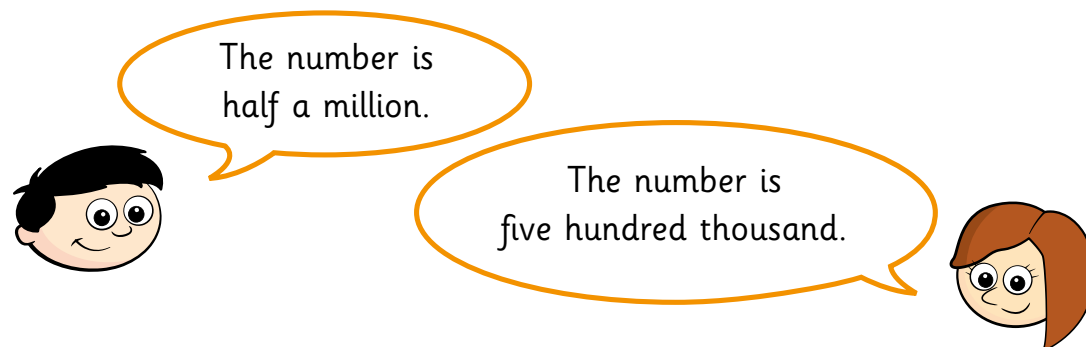 The number is
half a million.
The number is
five hundred thousand.